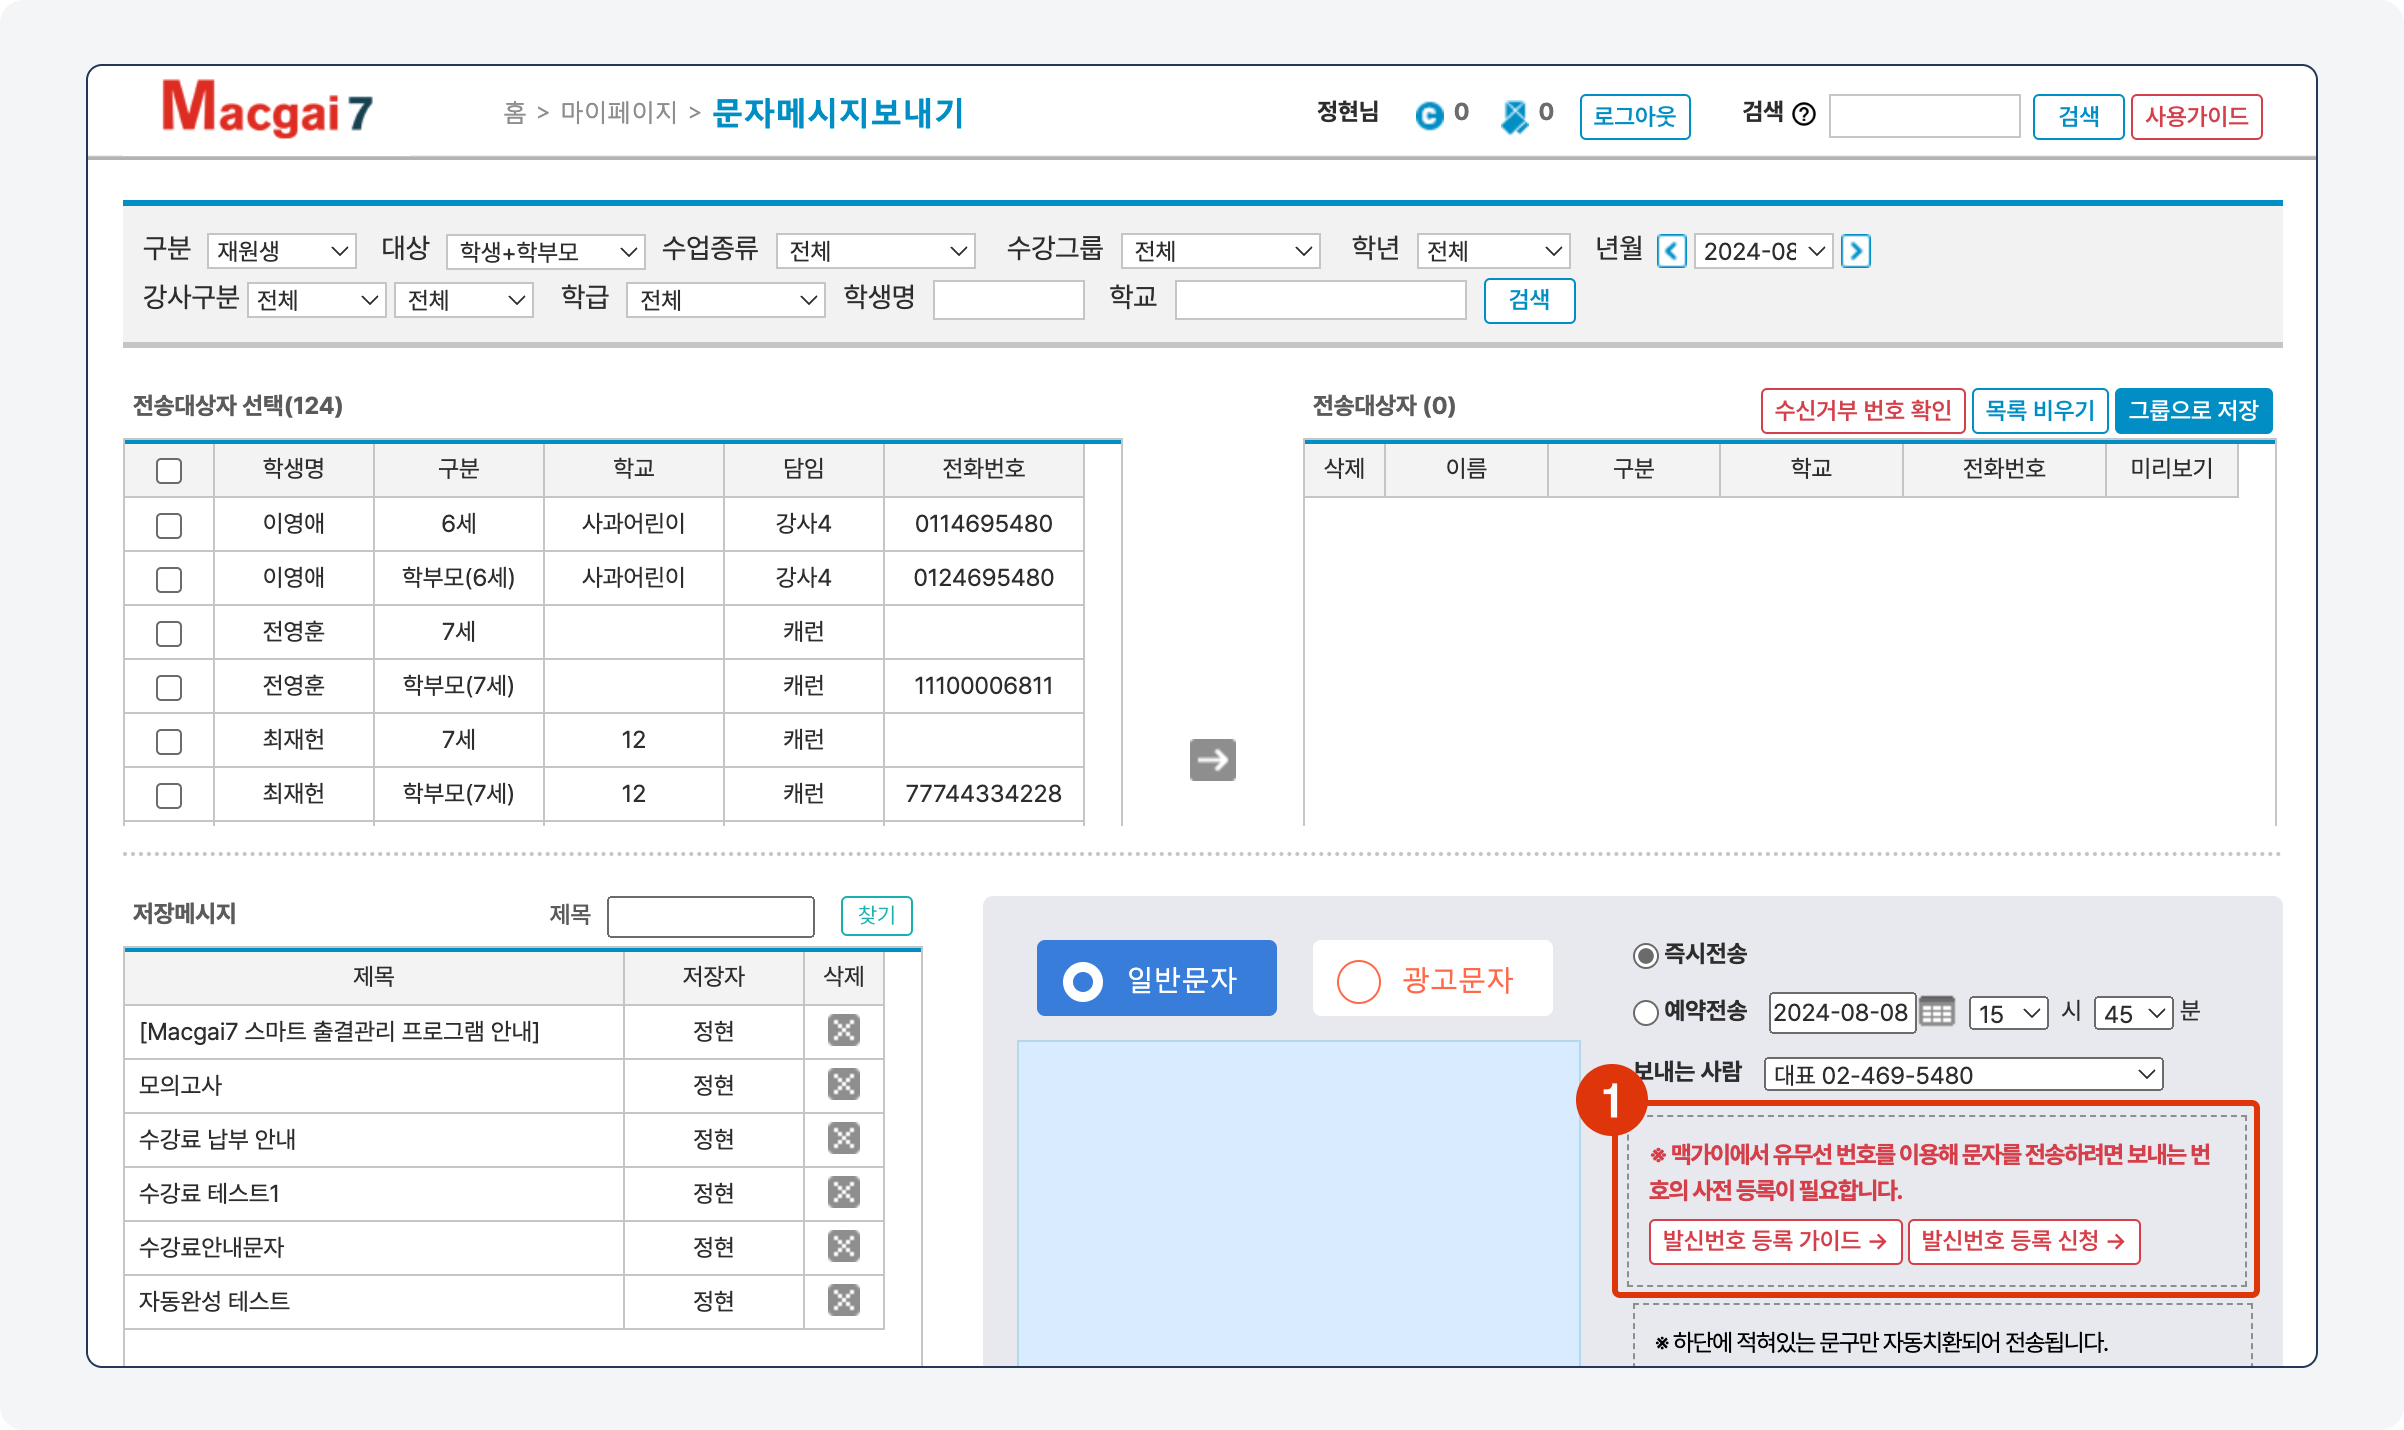 Macgai 7
홈 > 마이페이지 > 문자메시지보내기
정현님 C 0 0 로그아웃 검색 ? 검색 사용가이드
구분 재원생 대상 학생+학부모 수업종류 전체 수강그룹 전체 학년 전체 년월 2024-08
강사구분 전체 전체 학급 전체 학생명 학교 검색
전송대상자 선택(124)
학생명 구분 학교 담임 전화번호
이영애 6세 사과어린이 강사4 0114695480
이영애 학부모(6세) 사과어린이 강사4 0124695480
전영훈 7세 캐런
전영훈 학부모(7세) 캐런 11100006811
최재헌 7세 12 캐런
최재헌 학부모(7세) 12 캐런 77744334228
전송대상자 (0) 수신거부 번호 확인 목록 비우기 그룹으로 저장
삭제 이름 구분 학교 전화번호 미리보기
저장메시지 제목 찾기
제목 저장자 삭제
[Macgai7 스마트 출결관리 프로그램 안내] 정현
모의고사 정현
수강료 납부 안내 정현
수강료 테스트1 정현
수강료안내문자 정현
자동완성 테스트 정현
일반문자 광고문자
즉시전송
예약전송 2024-08-08 15 시 45 분
보내는 사람 대표 02-469-5480
1
※ 맥가이에서 유무선 번호를 이용해 문자를 전송하려면 보내는 번
호의 사전 등록이 필요합니다.
발신번호 등록 가이드 → 발신번호 등록 신청 →
※ 하단에 적혀있는 문구만 자동치환되어 전송됩니다.